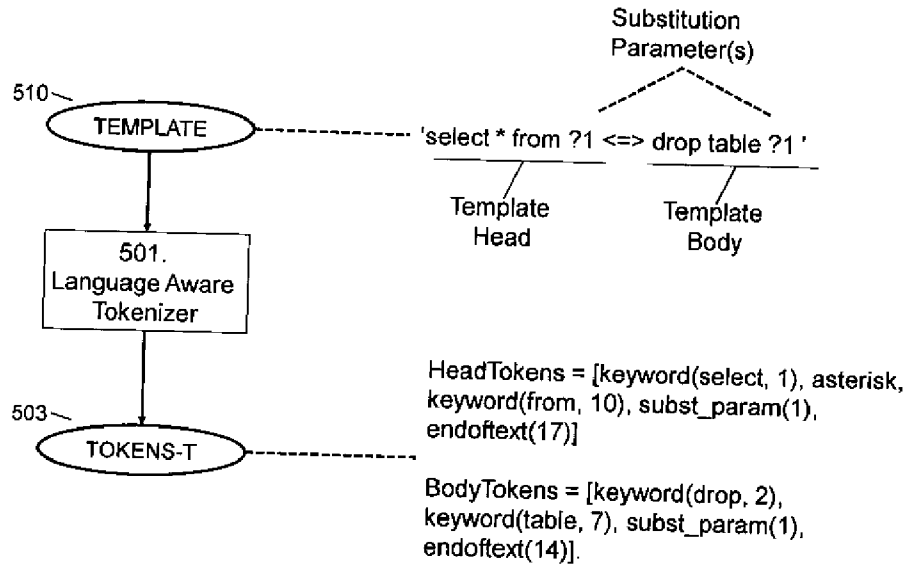 Substitution
Parameter(s)
510
TEMPLATE
'select * from ?1 <=> drop table ?1 '
Template
Head
Template
Body
501.
Language Aware
Tokenizer
HeadTokens = [keyword(select, 1), asterisk,
keyword(from, 10), subst_param(1),
endoftext(17)]
503
TOKENS-T
BodyTokens = [keyword(drop, 2),
keyword(table, 7), subst_param(1),
endoftext(14)].